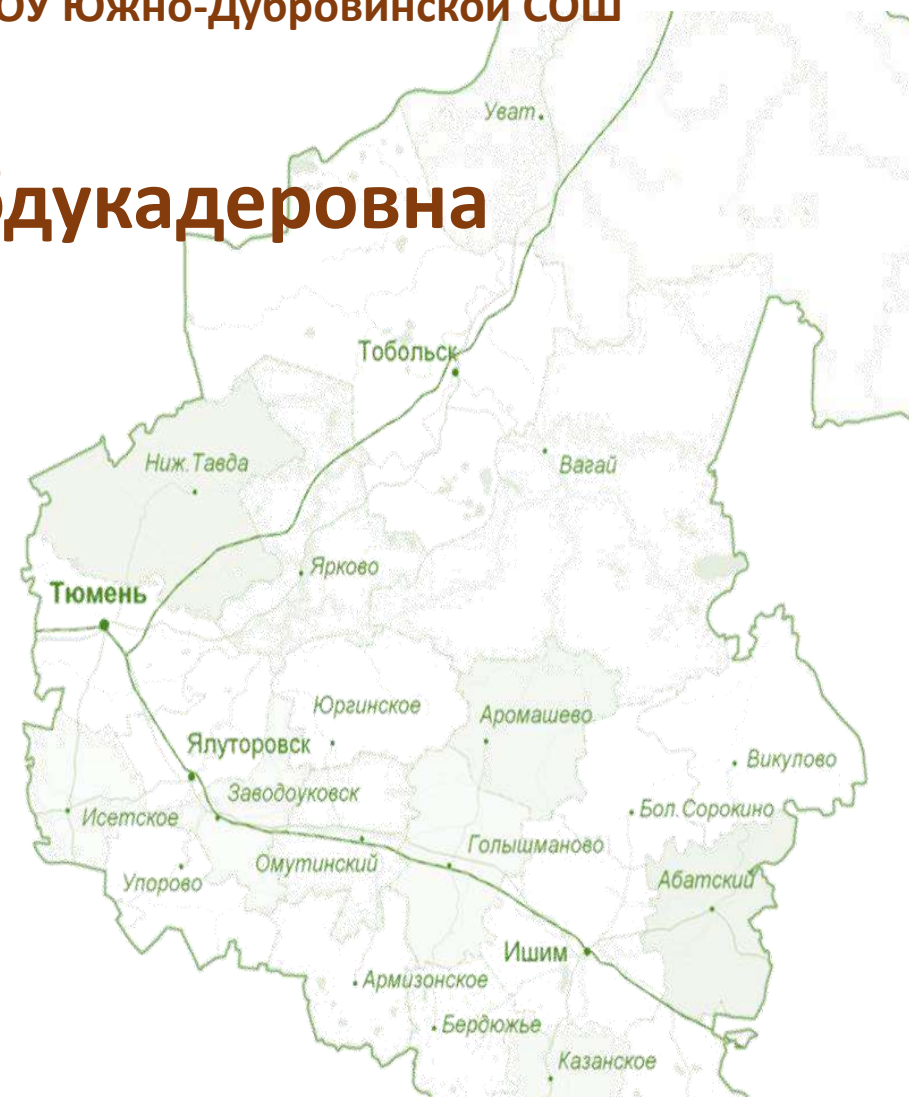 ОУ Южно-Дубровинской СОШ
Уват
бдукадеровна
Тобольск
Ниж.Тавда
Вагай
Ярково
Тюмень
Юргинское
Аромашево
Ялуторовск
Викулово
Заводоуковск
Бол.Сорокино
Исетское
Голышманово
Омутинский
Упорово
Абатский
Ишим
Армизонское
Бердюжье
Казанское